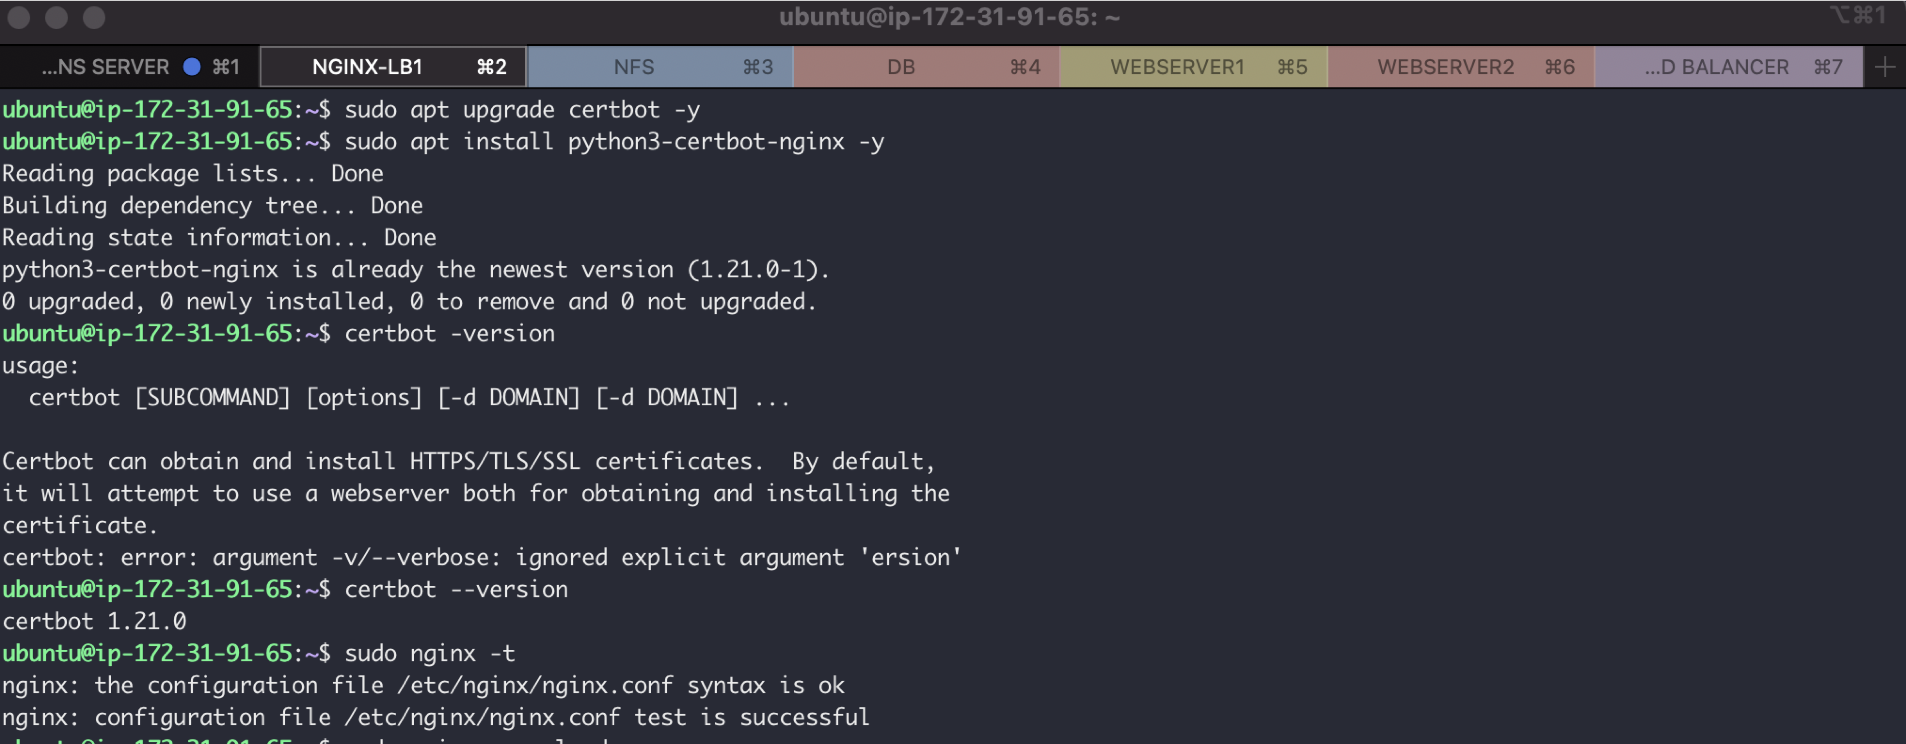 ubuntu@ip-172-31-91-65: ~
⌥⌘1
...NS SERVER ⌘1 NGINX-LB1 ⌘2 NFS ⌘3 DB ⌘4 WEBSERVER1 ⌘5 WEBSERVER2 ⌘6 ...D BALANCER ⌘7 +
ubuntu@ip-172-31-91-65:~$ sudo apt upgrade certbot -y
ubuntu@ip-172-31-91-65:~$ sudo apt install python3-certbot-nginx -y
Reading package lists... Done
Building dependency tree... Done
Reading state information... Done
python3-certbot-nginx is already the newest version (1.21.0-1).
0 upgraded, 0 newly installed, 0 to remove and 0 not upgraded.
ubuntu@ip-172-31-91-65:~$ certbot -version
usage:
  certbot [SUBCOMMAND] [options] [-d DOMAIN] [-d DOMAIN] ...

Certbot can obtain and install HTTPS/TLS/SSL certificates.  By default,
it will attempt to use a webserver both for obtaining and installing the
certificate.
certbot: error: argument -v/--verbose: ignored explicit argument 'ersion'
ubuntu@ip-172-31-91-65:~$ certbot --version
certbot 1.21.0
ubuntu@ip-172-31-91-65:~$ sudo nginx -t
nginx: the configuration file /etc/nginx/nginx.conf syntax is ok
nginx: configuration file /etc/nginx/nginx.conf test is successful
ubuntu@ip-172-31-91-65:~$